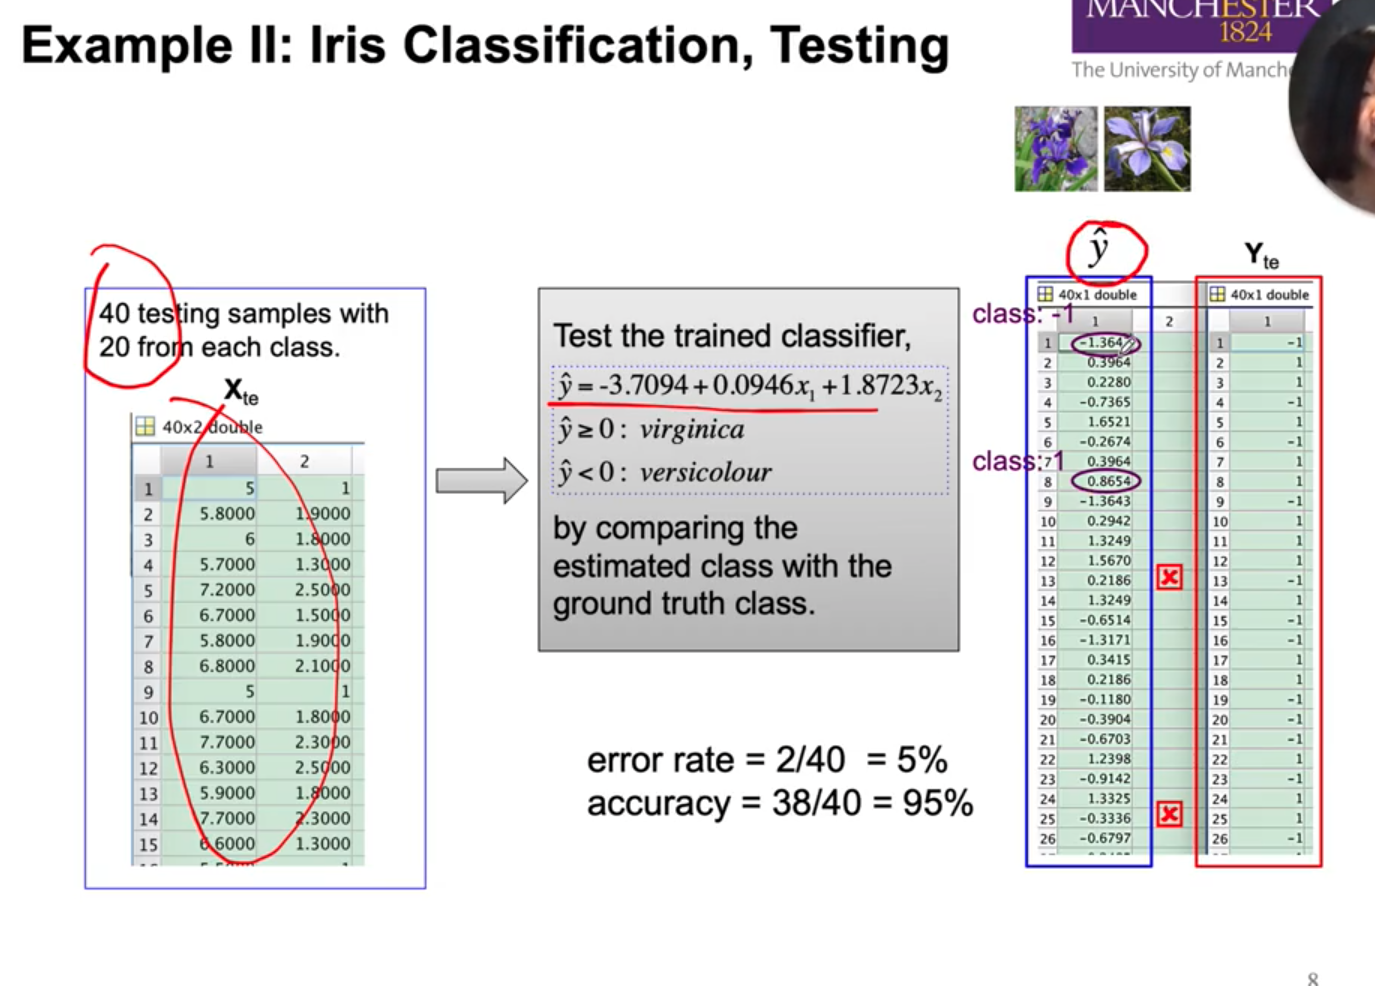 Example II: Iris Classification, Testing
MANCHESTER
1824
The University of Manche
40 testing samples with
20 from each class.
Xte
40x2 double
1 2
1 5 1
2 5.8000 1.9000
3 6 1.8000
4 5.7000 1.3000
5 7.2000 2.5000
6 6.7000 1.5000
7 5.8000 1.9000
8 6.8000 2.1000
9 5 1
10 6.7000 1.8000
11 7.7000 2.3000
12 6.3000 2.5000
13 5.9000 1.8000
14 7.7000 2.3000
15 6.6000 1.3000
Test the trained classifier,
ŷ = -3.7094 + 0.0946x₁ + 1.8723x₂
ŷ ≥ 0 : virginica
ŷ < 0 : versicolour
by comparing the
estimated class with the
ground truth class.
error rate = 2/40 = 5%
accuracy = 38/40 = 95%
ŷ
class: -1
class: 1
40x1 double
1 2
1 -1.364
2 0.3964
3 0.2280
4 -0.7365
5 1.6521
6 -0.2674
7 0.3964
8 0.8654
9 -1.3643
10 0.2942
11 1.3249
12 1.5670
13 0.2186
14 1.3249
15 -0.6514
16 -1.3171
17 0.3415
18 0.2186
19 -0.1180
20 -0.3904
21 -0.6703
22 1.2398
23 -0.9142
24 1.3325
25 -0.3336
26 -0.6797
Yte
40x1 double
1
1 -1
2 1
3 1
4 -1
5 1
6 -1
7 1
8 1
9 -1
10 1
11 1
12 1
13 -1
14 1
15 -1
16 -1
17 1
18 1
19 -1
20 -1
21 -1
22 1
23 -1
24 1
25 1
26 -1
8